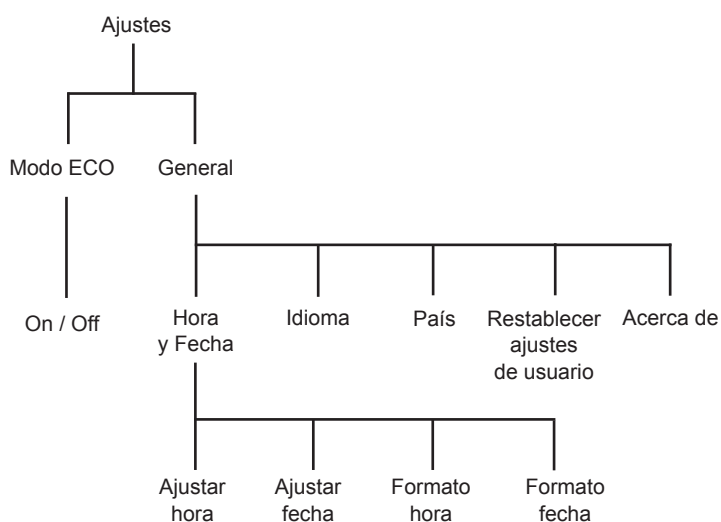 Ajustes
Modo ECO
General
On / Off
Hora
y Fecha
Idioma
País
Restablecer
ajustes
de usuario
Acerca de
Ajustar
hora
Ajustar
fecha
Formato
hora
Formato
fecha